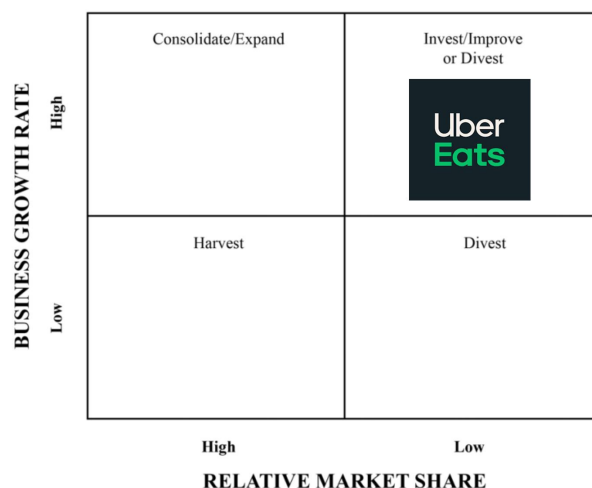 Consolidate/Expand
Invest/Improve
or Divest
Uber
Eats
Harvest
Divest
BUSINESS GROWTH RATE
High
Low
High
Low
RELATIVE MARKET SHARE